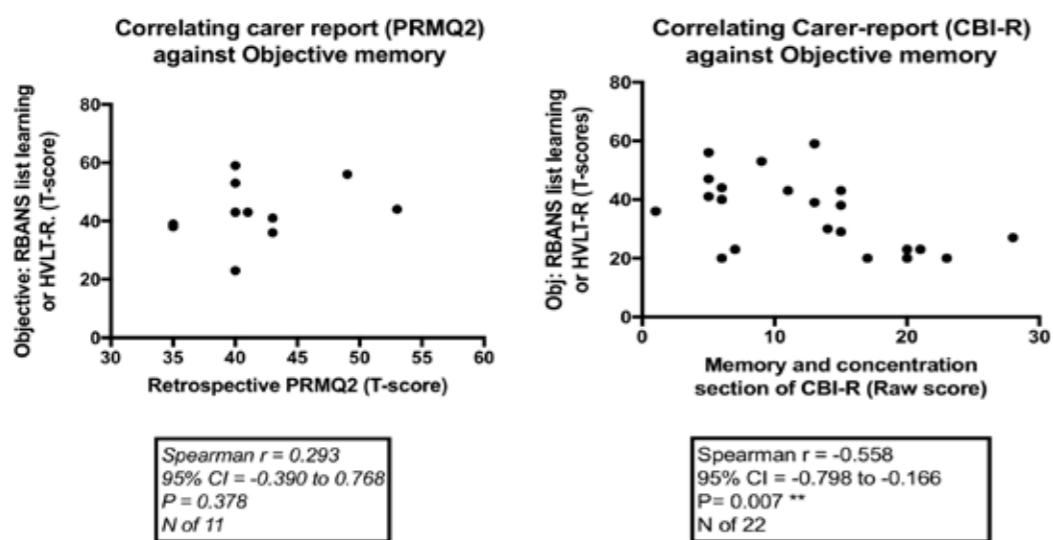 Correlating carer report (PRMQ2)
against Objective memory
Objective: RBANS list learning
or HVLT-R. (T-score)
80
60
40
20
0
30
35
40
45
50
55
60
Retrospective PRMQ2 (T-score)
Spearman r = 0.293
95% CI = -0.390 to 0.768
P= 0.378
N of 11
Correlating Carer-report (CBI-R)
against Objective memory
Obj: RBANS list learning
or HVLT-R (T-scores)
80
60
40
20
0
0
10
20
30
Memory and concentration
section of CBI-R (Raw score)
Spearman r = -0.558
95% CI = -0.798 to -0.166
P= 0.007 **
N of 22